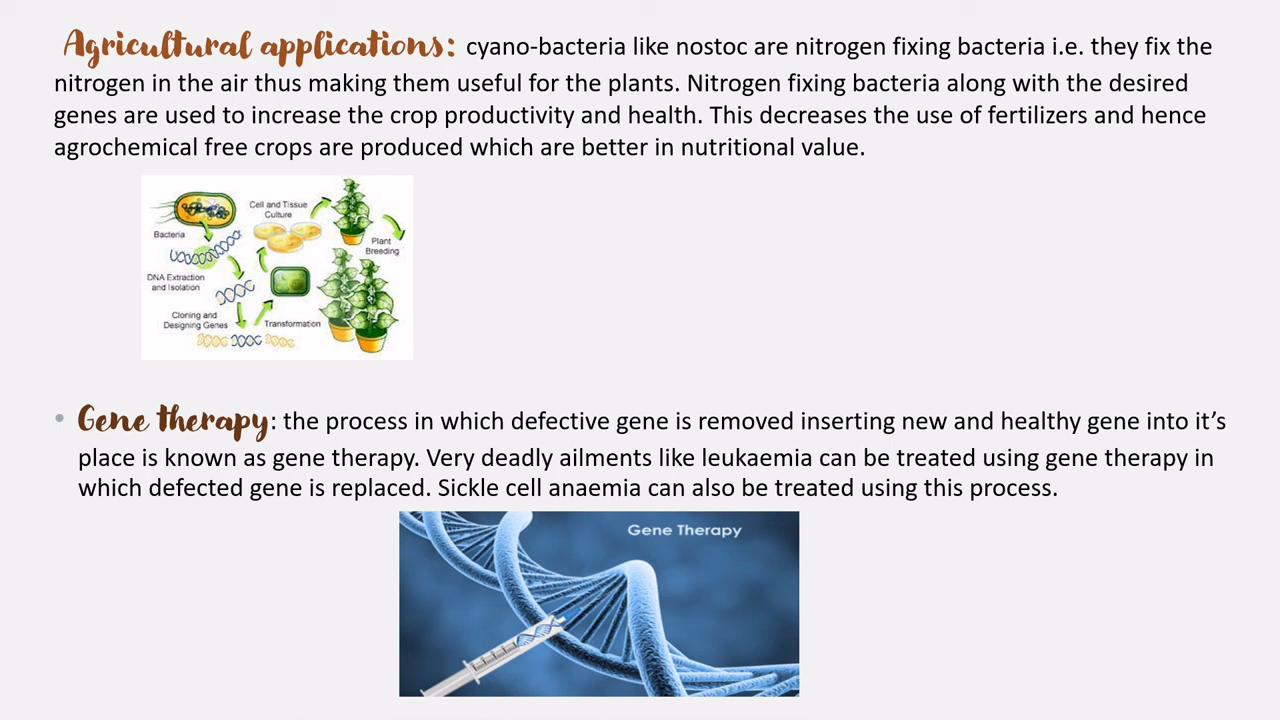 Agricultural applications: cyano-bacteria like nostoc are nitrogen fixing bacteria i.e. they fix the
nitrogen in the air thus making them useful for the plants. Nitrogen fixing bacteria along with the desired
genes are used to increase the crop productivity and health. This decreases the use of fertilizers and hence
agrochemical free crops are produced which are better in nutritional value.
Bacteria
Cell and Tissue
Culture
Plant
Breeding
DNA Extraction
and Isolation
Cloning and
Designing Genes
Transformation
• Gene therapy: the process in which defective gene is removed inserting new and healthy gene into it’s
place is known as gene therapy. Very deadly ailments like leukaemia can be treated using gene therapy in
which defected gene is replaced. Sickle cell anaemia can also be treated using this process.
Gene Therapy